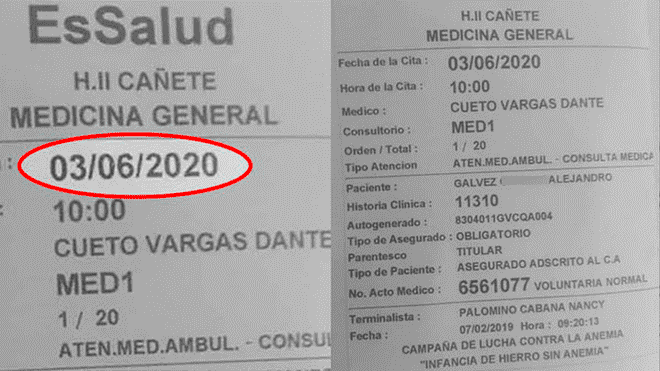 EsSalud
H.II CAÑETE
MEDICINA GENERAL
: 03/06/2020
: 10:00
CUETO VARGAS DANTE
MED1
1 / 20
ATEN.MED.AMBUL. - CONSUL
H.II CAÑETE
MEDICINA GENERAL
Fecha de la Cita : 03/06/2020
Hora de la Cita : 10:00
Medico : CUETO VARGAS DANTE
Consultorio : MED1
Orden / Total : 1 / 20
Tipo Atencion ATEN.MED.AMBUL. - CONSULTA MEDICA
Paciente : GALVEZ ALEJANDRO
Historia Clinica : 11310
Autogenerado : 8304011GVCQA004
Tipo de Asegurado : OBLIGATORIO
Parentesco TITULAR
Tipo de Paciente : ASEGURADO ADSCRITO AL C.A
No. Acto Medico : 6561077 VOLUNTARIA NORMAL
Terminalista : PALOMINO CABANA NANCY
Fecha : 07/02/2019 Hora : 09:20:13
CAMPAÑA DE LUCHA CONTRA LA ANEMIA
"INFANCIA DE HIERRO SIN ANEMIA"